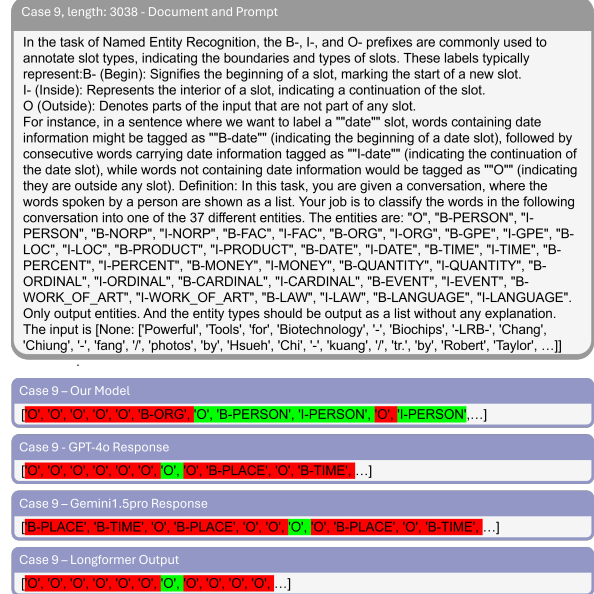 Case 9, length: 3038 - Document and Prompt
In the task of Named Entity Recognition, the B-, I-, and O- prefixes are commonly used to
annotate slot types, indicating the boundaries and types of slots. These labels typically
represent:B- (Begin): Signifies the beginning of a slot, marking the start of a new slot.
I- (Inside): Represents the interior of a slot, indicating a continuation of the slot.
O (Outside): Denotes parts of the input that are not part of any slot.
For instance, in a sentence where we want to label a ""date"" slot, words containing date
information might be tagged as ""B-date"" (indicating the beginning of a date slot), followed by
consecutive words carrying date information tagged as ""I-date"" (indicating the continuation of
the date slot), while words not containing date information would be tagged as ""O"" (indicating
they are outside any slot). Definition: In this task, you are given a conversation, where the
words spoken by a person are shown as a list. Your job is to classify the words in the following
conversation into one of the 37 different entities. The entities are: "O", "B-PERSON", "I-
PERSON", "B-NORP", "I-NORP", "B-FAC", "I-FAC", "B-ORG", "I-ORG", "B-GPE", "I-GPE", "B-
LOC", "I-LOC", "B-PRODUCT", "I-PRODUCT", "B-DATE", "I-DATE", "B-TIME", "I-TIME", "B-
PERCENT", "I-PERCENT", "B-MONEY", "I-MONEY", "B-QUANTITY", "I-QUANTITY", "B-
ORDINAL", "I-ORDINAL", "B-CARDINAL", "I-CARDINAL", "B-EVENT", "I-EVENT", "B-
WORK_OF_ART", "I-WORK_OF_ART", "B-LAW", "I-LAW", "B-LANGUAGE", "I-LANGUAGE".
Only output entities. And the entity types should be output as a list without any explanation.
The input is [None: ['Powerful', 'Tools', 'for', 'Biotechnology', '-', 'Biochips', '-LRB-', 'Chang',
'Chiung', '-', 'fang', '/', 'photos', 'by', 'Hsueh', 'Chi', '-', 'kuang', '/', 'tr.', 'by', 'Robert', 'Taylor', …]]
Case 9 – Our Model
['O', 'O', 'O', 'O', 'O', 'B-ORG', 'O', 'B-PERSON', 'I-PERSON', 'O', 'I-PERSON',…]
Case 9 - GPT-4o Response
['O', 'O', 'O', 'O', 'O', 'O', 'O', 'O', 'B-PLACE', 'O', 'B-TIME', …]
Case 9 – Gemini1.5pro Response
['B-PLACE', 'B-TIME', 'O', 'B-PLACE', 'O', 'O', 'O', 'O', 'B-PLACE', 'O', 'B-TIME', …]
Case 9 – Longformer Output
['O', 'O', 'O', 'O', 'O', 'O', 'O', 'O', 'O', 'O', 'O', …]